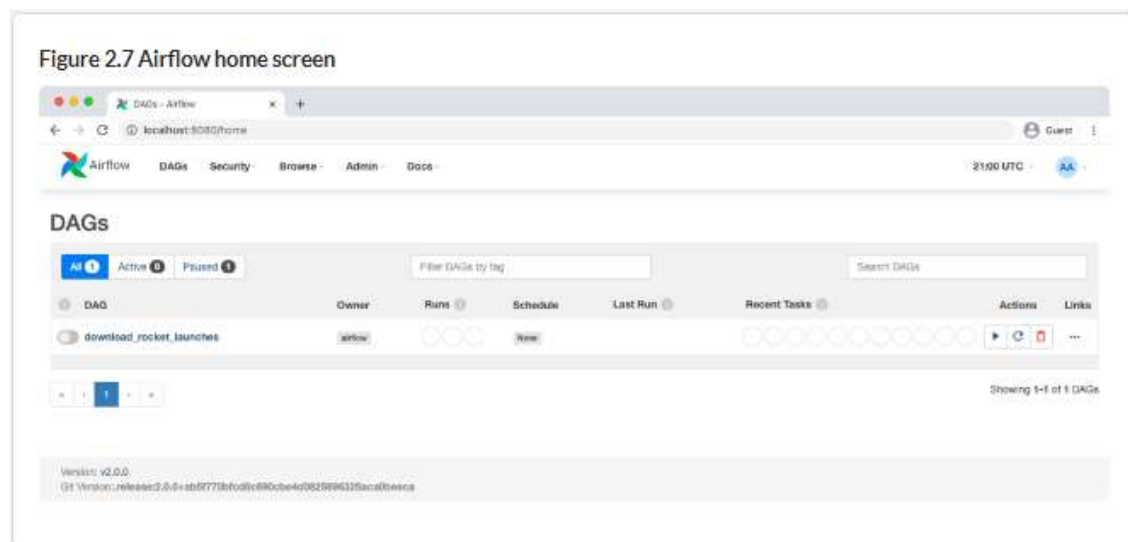 Figure 2.7 Airflow home screen
DAGs - Airflow × +
localhost:8080/home Guest
Airflow DAGs Security Browse Admin Docs 21:00 UTC AA
DAGs
All 1 Active 0 Paused 1 Filter DAGs by tag Search DAGs
DAG Owner Runs Schedule Last Run Recent Tasks Actions Links
download_rocket_launches airflow None
« ‹ 1 › » Showing 1-1 of 1 DAGs
Version: v2.0.0
Git Version: